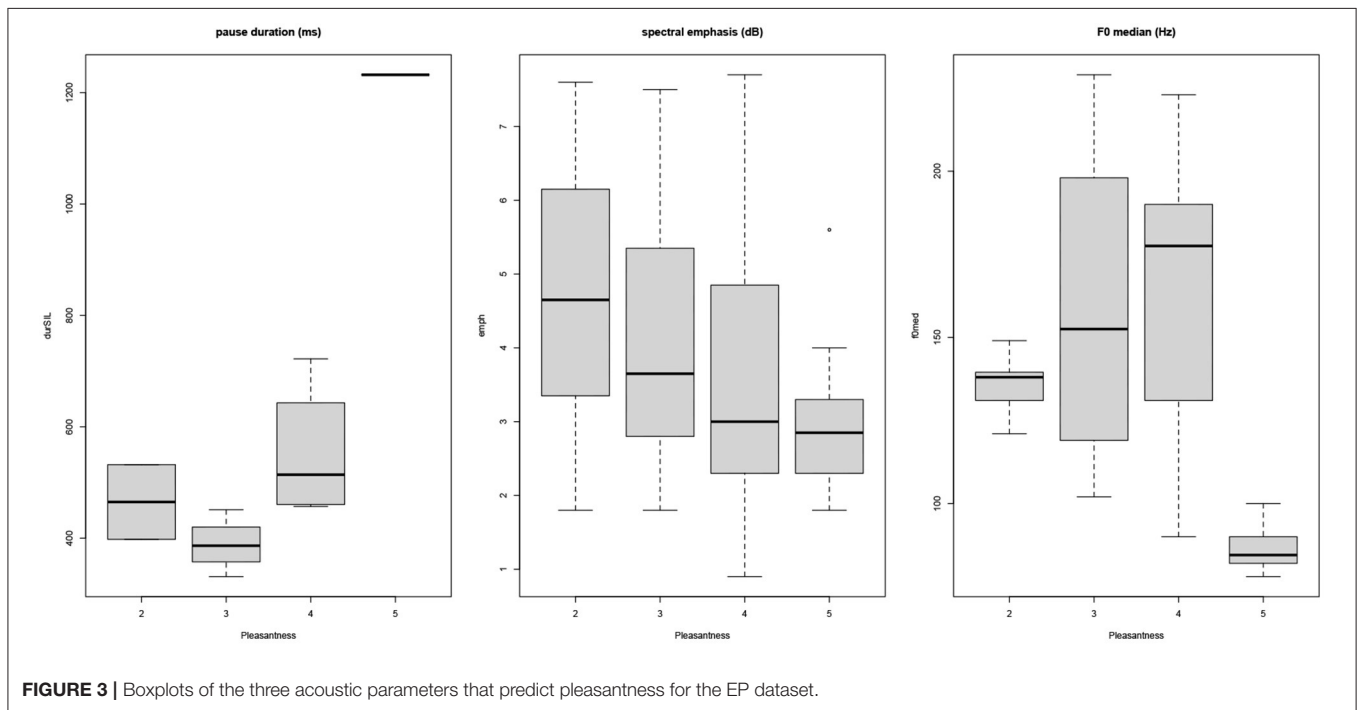 pause duration (ms)
durSIL
400
600
800
1000
1200
2
3
4
5
Pleasantness
spectral emphasis (dB)
emph
1
2
3
4
5
6
7
2
3
4
5
Pleasantness
F0 median (Hz)
f0med
100
150
200
2
3
4
5
Pleasantness
FIGURE 3 | Boxplots of the three acoustic parameters that predict pleasantness for the EP dataset.